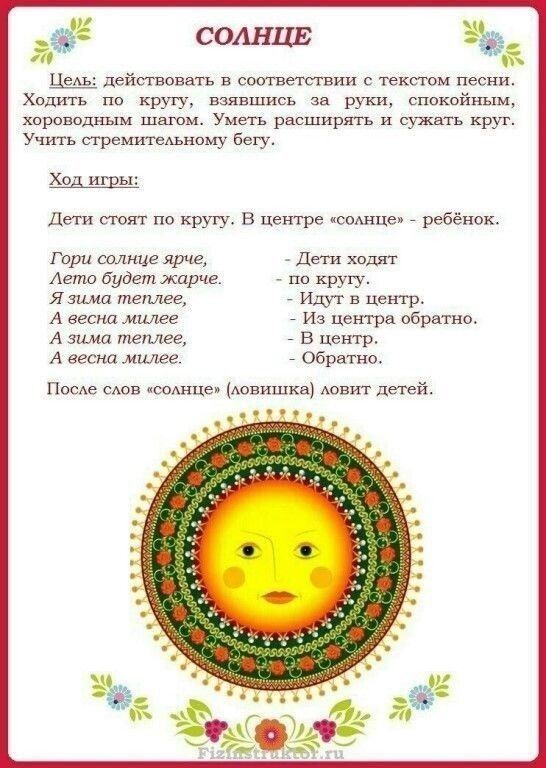 СОЛНЦЕ
Цель: действовать в соответствии с текстом песни.
Ходить по кругу, взявшись за руки, спокойным,
хороводным шагом. Уметь расширять и сужать круг.
Учить стремительному бегу.
Ход игры:
Дети стоят по кругу. В центре «солнце» - ребёнок.
Гори солнце ярче, - Дети ходят
Лето будет жарче. - по кругу.
Я зима теплее, - Идут в центр.
А весна милее - Из центра обратно.
А зима теплее, - В центр.
А весна милее. - Обратно.
После слов «солнце» (ловишка) ловит детей.
Fizinstruktor.ru